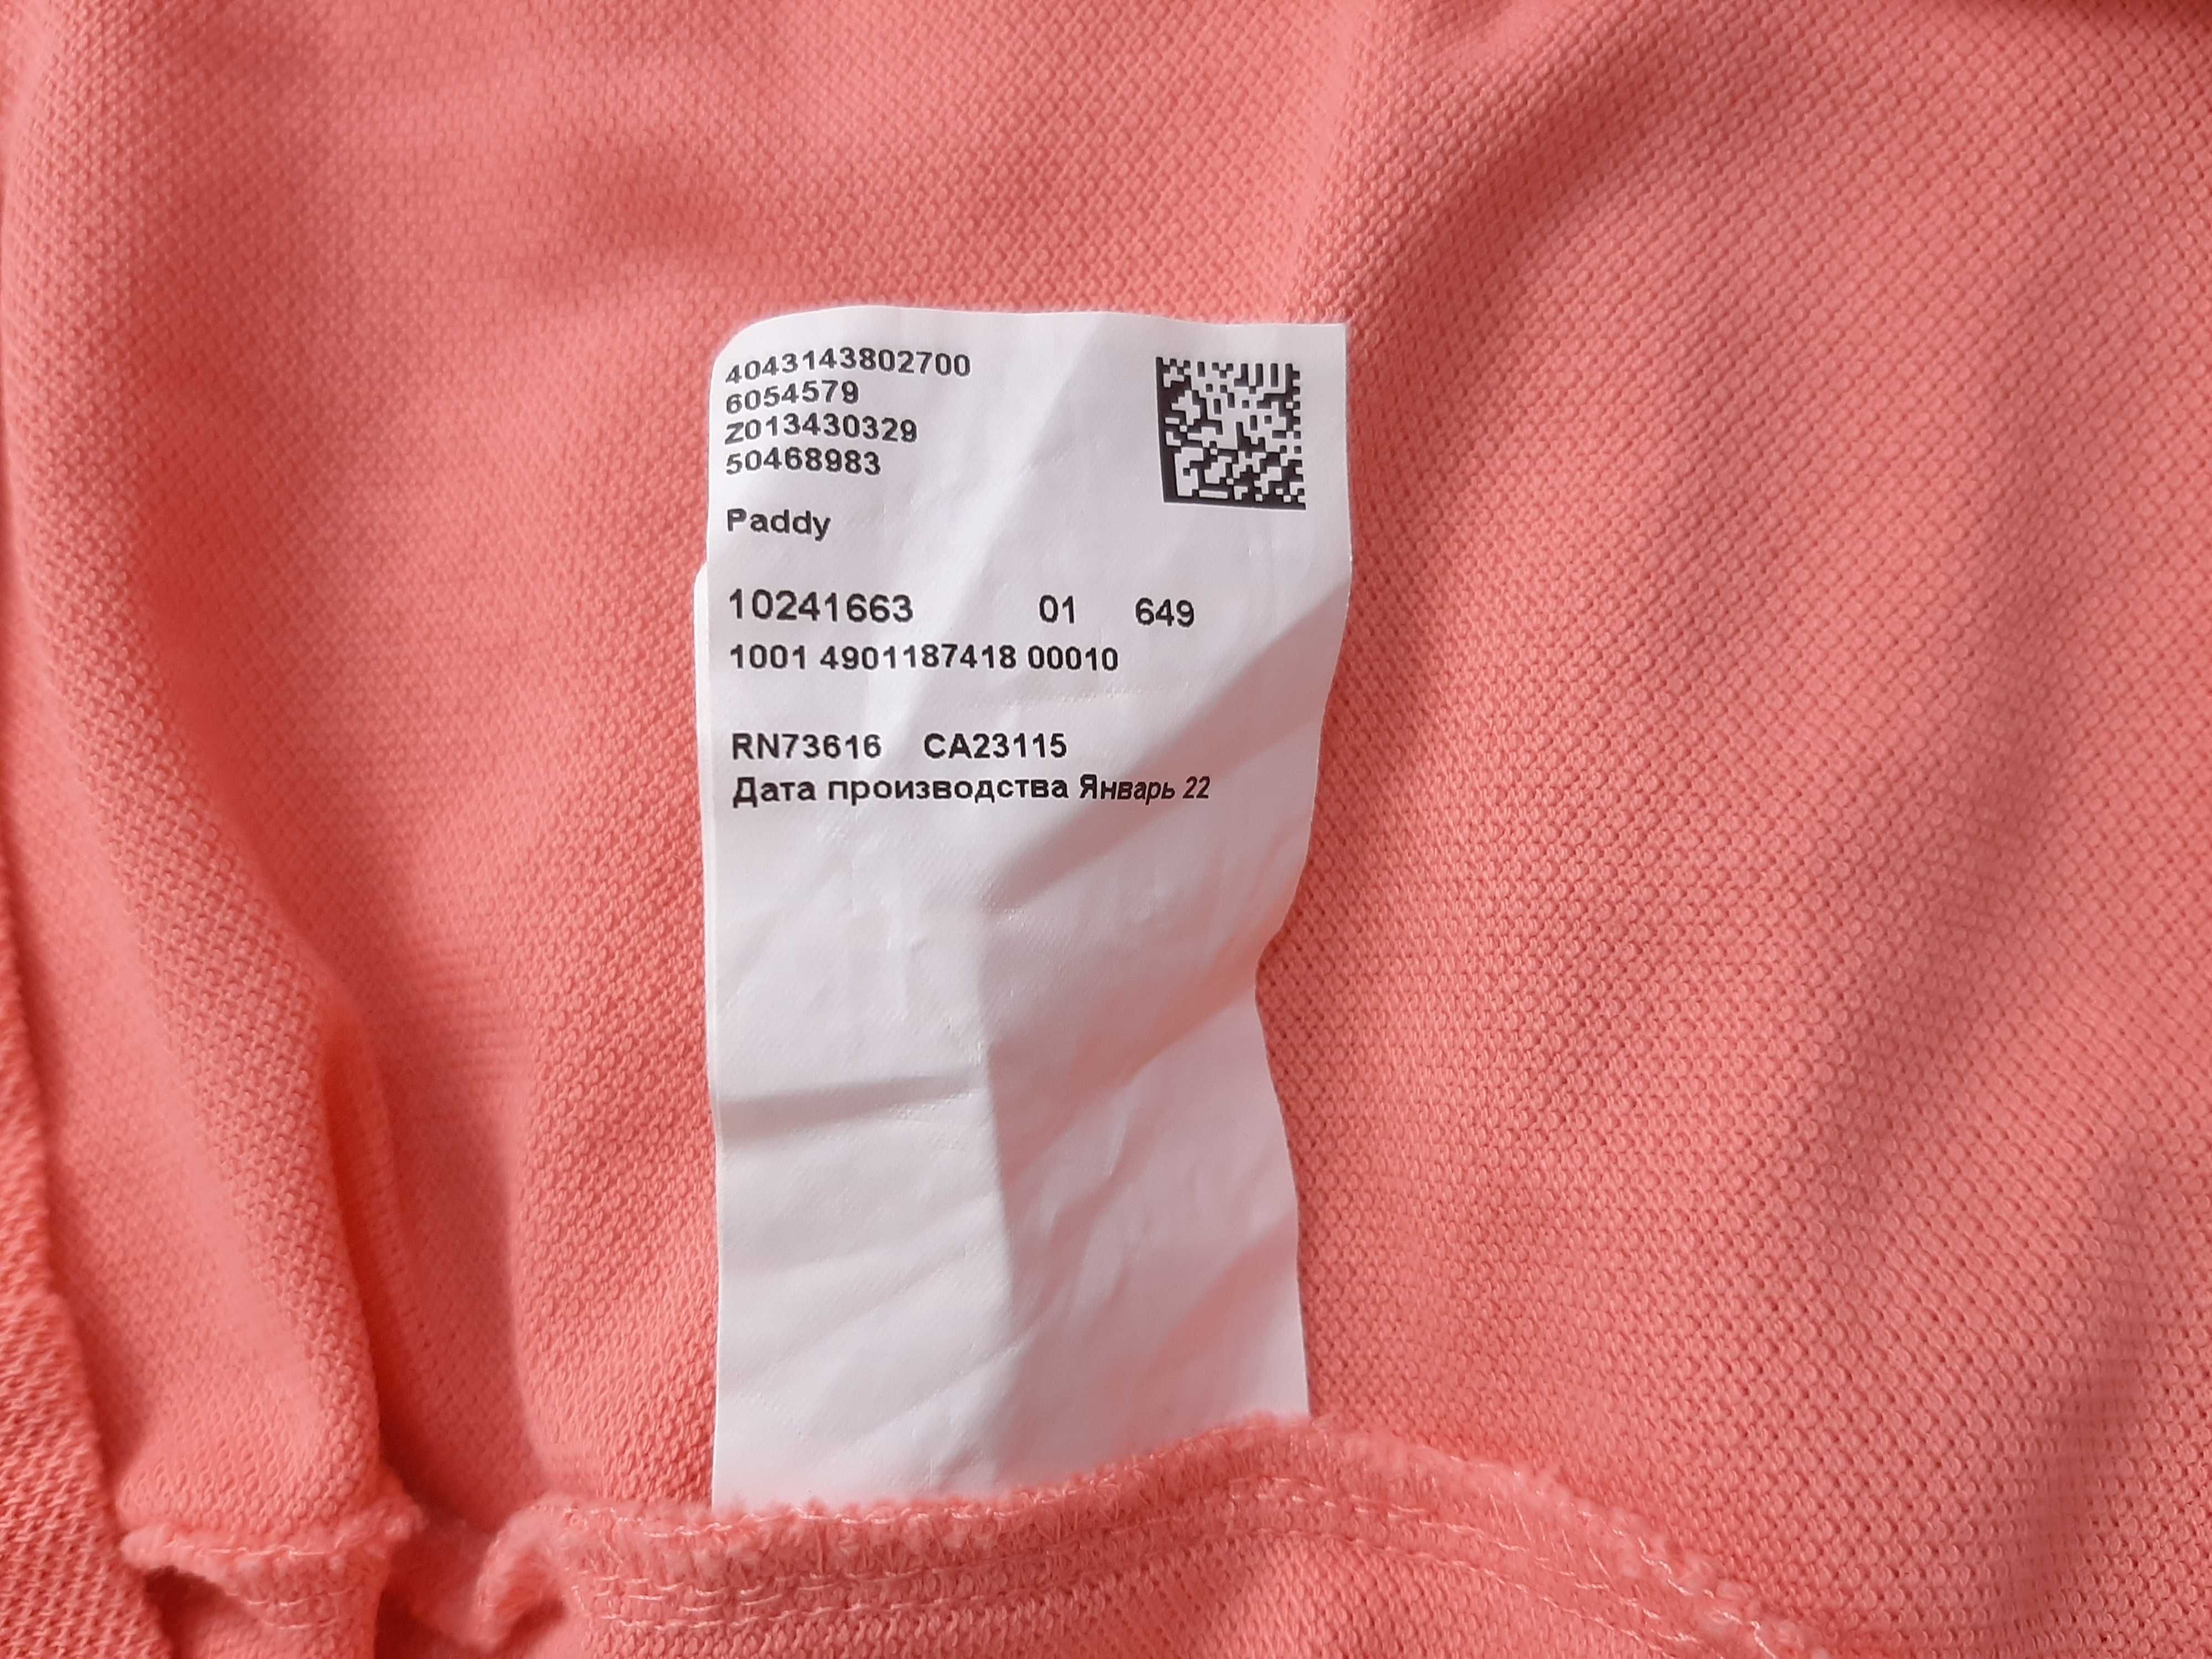 4043143802700
6054579
Z013430329
50468983
Paddy
10241663 01 649
1001 4901187418 00010
RN73616 CA23115
Дата производства Январь 22